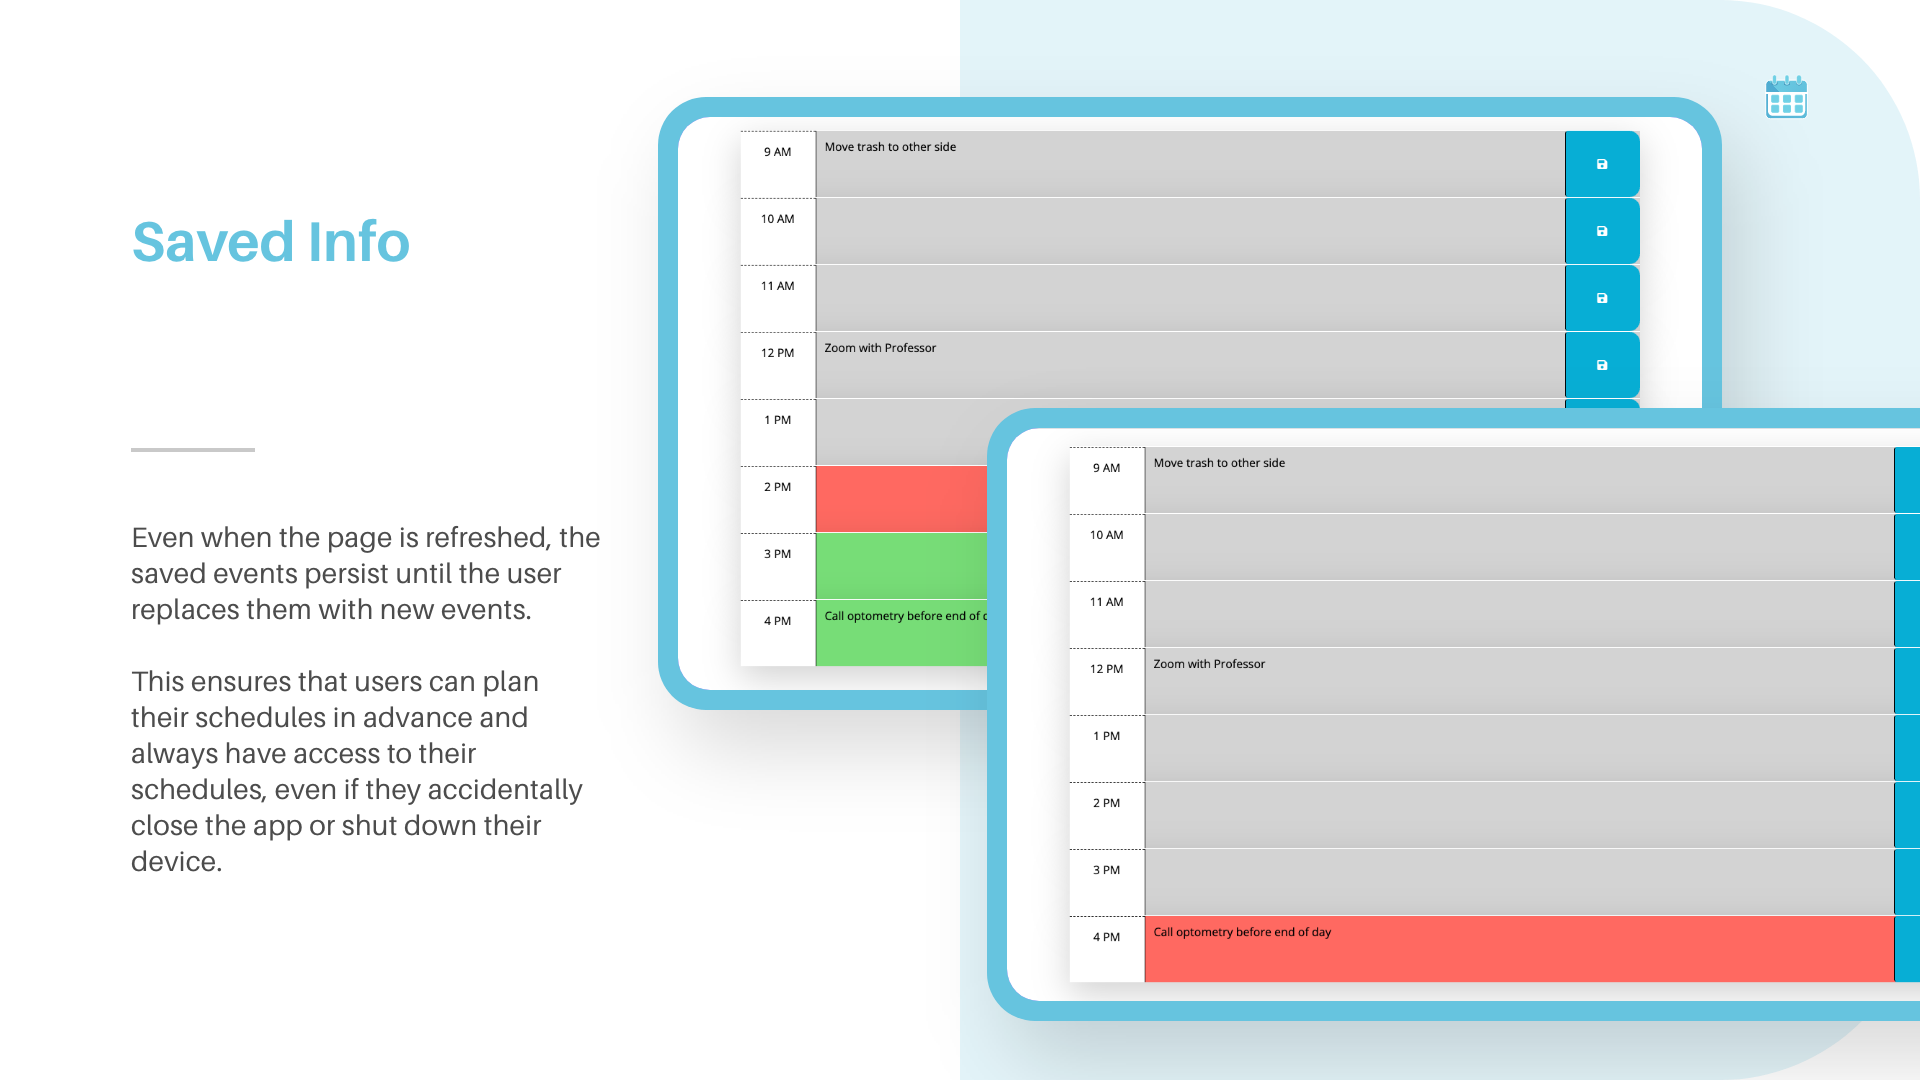 Saved Info
Even when the page is refreshed, the
saved events persist until the user
replaces them with new events.
This ensures that users can plan
their schedules in advance and
always have access to their
schedules, even if they accidentally
close the app or shut down their
device.
9 AM
Move trash to other side
10 AM
11 AM
12 PM
Zoom with Professor
1 PM
2 PM
3 PM
4 PM
Call optometry before end of
9 AM
Move trash to other side
10 AM
11 AM
12 PM
Zoom with Professor
1 PM
2 PM
3 PM
4 PM
Call optometry before end of day